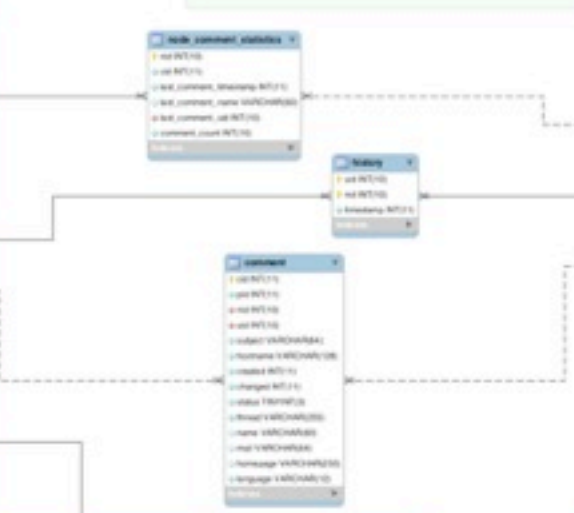 node_comment_statistics
nid INT(10)
cid INT(11)
last_comment_timestamp INT(11)
last_comment_name VARCHAR(60)
last_comment_uid INT(10)
comment_count INT(10)
Indexes
history
uid INT(10)
nid INT(10)
timestamp INT(11)
Indexes
comment
cid INT(11)
pid INT(11)
nid INT(10)
uid INT(10)
subject VARCHAR(64)
hostname VARCHAR(128)
created INT(11)
changed INT(11)
status TINYINT(3)
thread VARCHAR(255)
name VARCHAR(60)
mail VARCHAR(64)
homepage VARCHAR(255)
language VARCHAR(12)
Indexes